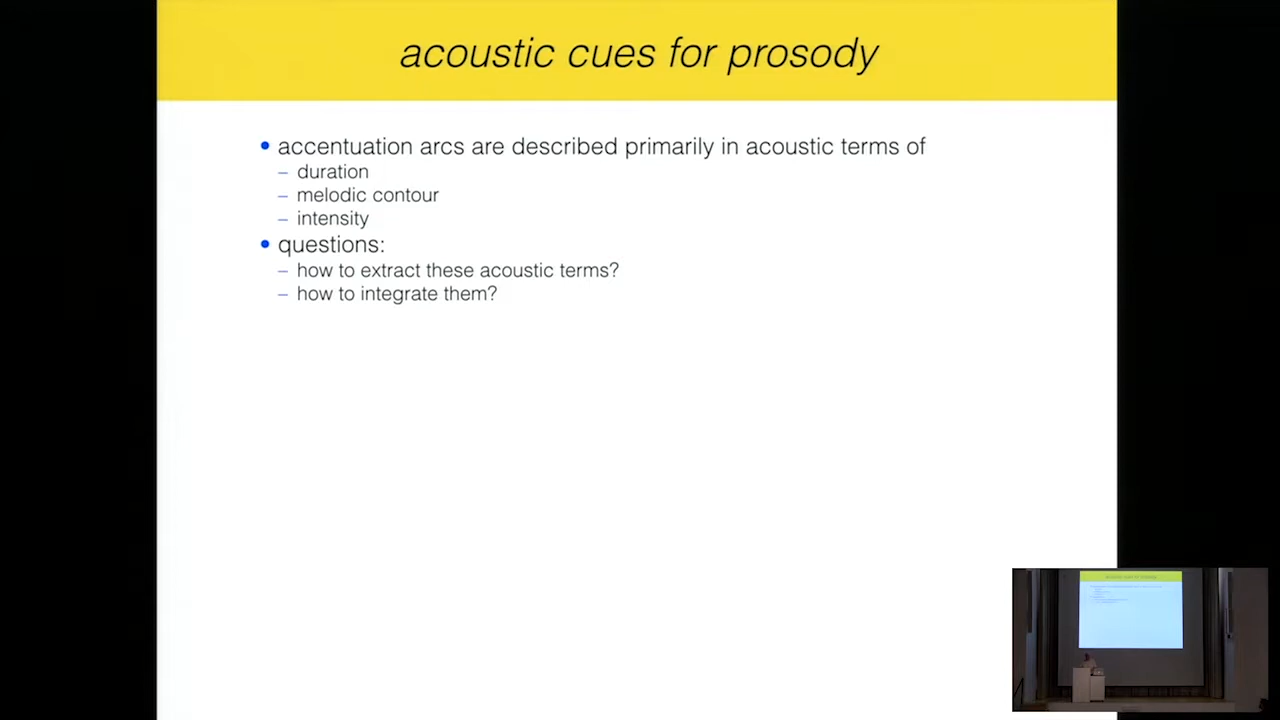 acoustic cues for prosody
• accentuation arcs are described primarily in acoustic terms of
– duration
– melodic contour
– intensity
• questions:
– how to extract these acoustic terms?
– how to integrate them?